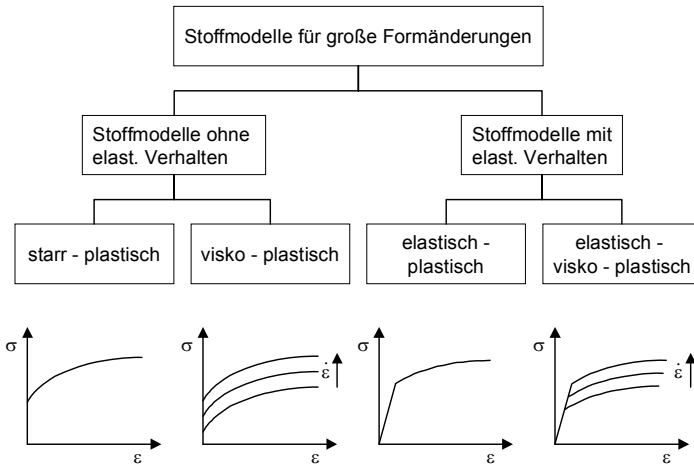 Stoffmodelle für große Formänderungen
Stoffmodelle ohne
elast. Verhalten
Stoffmodelle mit
elast. Verhalten
starr - plastisch
visko - plastisch
elastisch -
plastisch
elastisch -
visko - plastisch
σ
ε
σ
ε̇
ε
σ
ε
σ
ε̇
ε